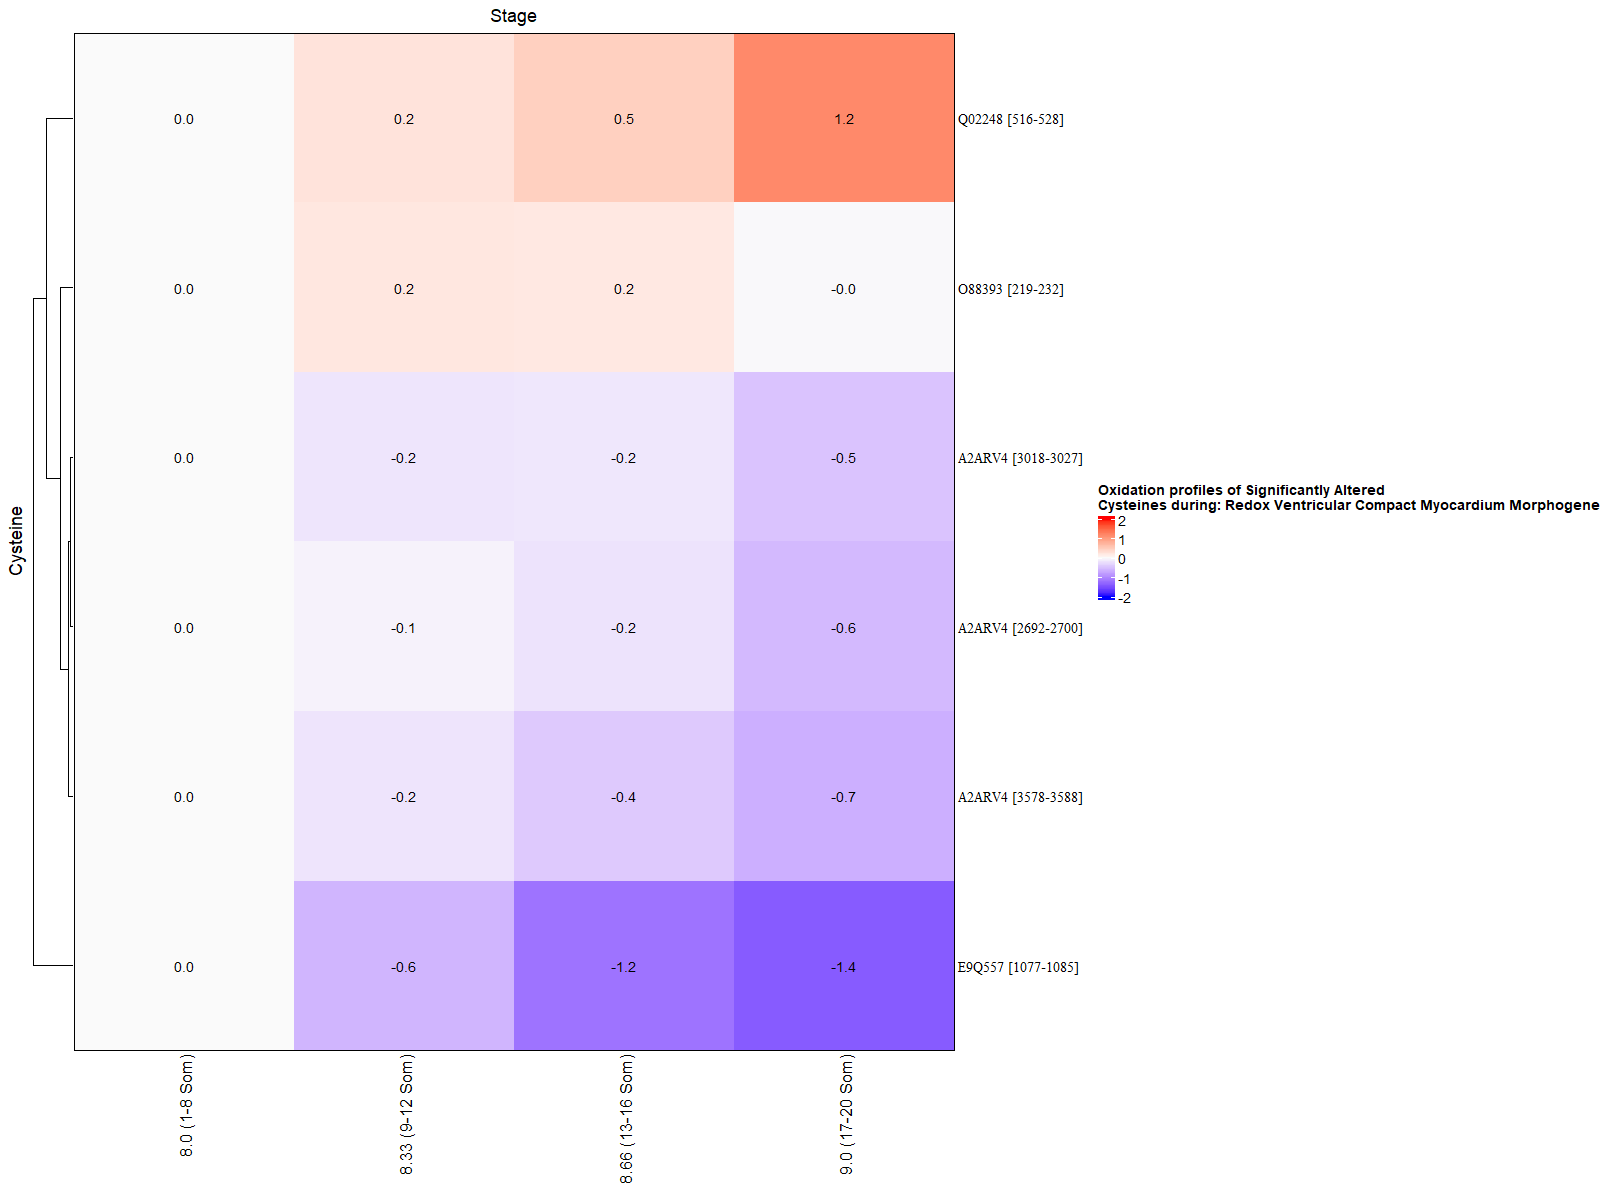 Stage
Cysteine
0.0 0.2 0.5 1.2 Q02248 [516-528]
0.0 0.2 0.2 -0.0 O88393 [219-232]
0.0 -0.2 -0.2 -0.5 A2ARV4 [3018-3027]
0.0 -0.1 -0.2 -0.6 A2ARV4 [2692-2700]
0.0 -0.2 -0.4 -0.7 A2ARV4 [3578-3588]
0.0 -0.6 -1.2 -1.4 E9Q557 [1077-1085]
8.0 (1-8 Som)
8.33 (9-12 Som)
8.66 (13-16 Som)
9.0 (17-20 Som)
Oxidation profiles of Significantly Altered
Cysteines during: Redox Ventricular Compact Myocardium Morphogene
2
1
0
-1
-2